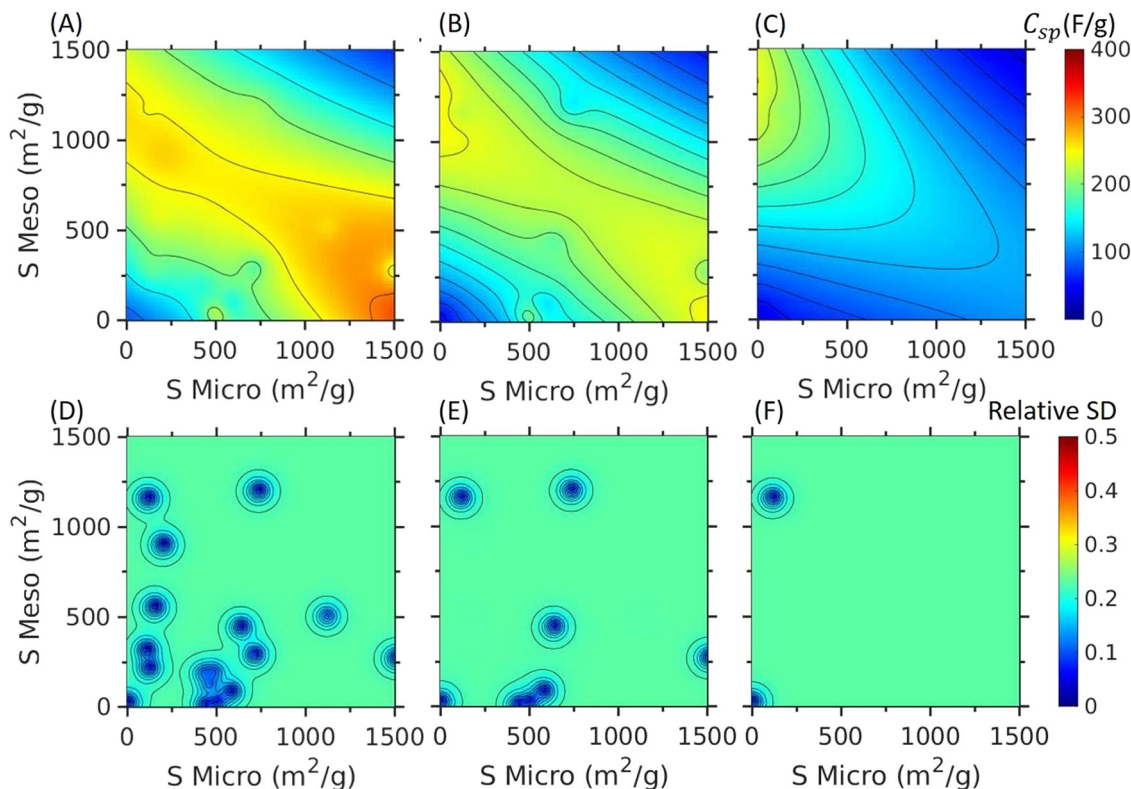 (A) (B) (C) C_sp(F/g)
1500 400
S Meso (m²/g) 1000 300
200
500 100
0 0
0 500 1000 1500 0 500 1000 1500 0 500 1000 1500
S Micro (m²/g) S Micro (m²/g) S Micro (m²/g)
(D) (E) (F) Relative SD
1500 0.5
0.4
S Meso (m²/g) 1000 0.3
500 0.2
0.1
0 0
0 500 1000 1500 0 500 1000 1500 0 500 1000 1500
S Micro (m²/g) S Micro (m²/g) S Micro (m²/g)